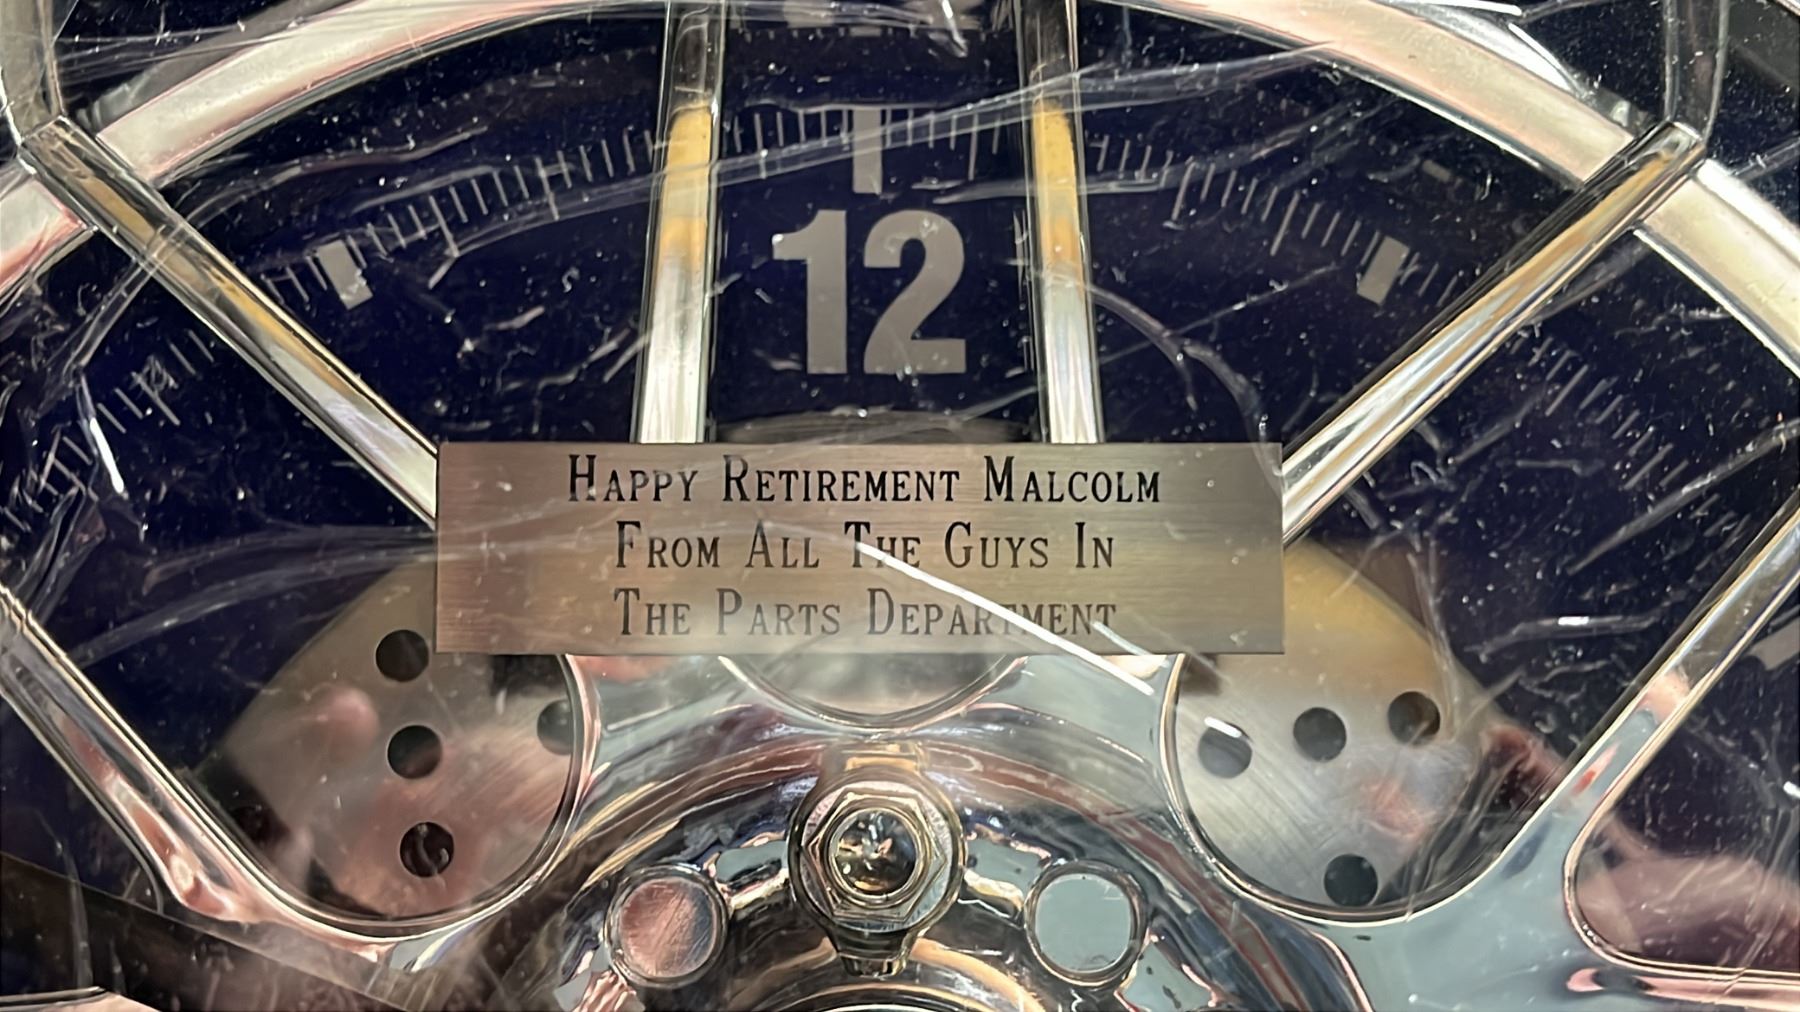 12
Happy Retirement Malcolm
From All The Guys In
The Parts Department